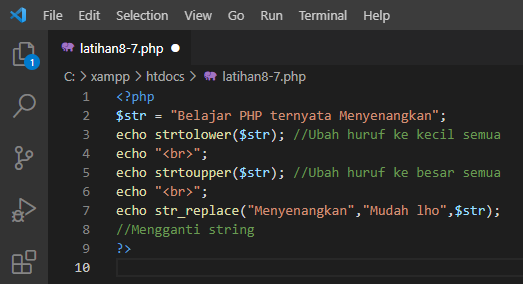 File Edit Selection View Go Run Terminal Help
latihan8-7.php
C: > xampp > htdocs > latihan8-7.php
1
1 <?php
2 $str = "Belajar PHP ternyata Menyenangkan";
3 echo strtolower($str); //Ubah huruf ke kecil semua
4 echo "<br>";
5 echo strtoupper($str); //Ubah huruf ke besar semua
6 echo "<br>";
7 echo str_replace("Menyenangkan","Mudah lho",$str);
8 //Mengganti string
9 ?>
10